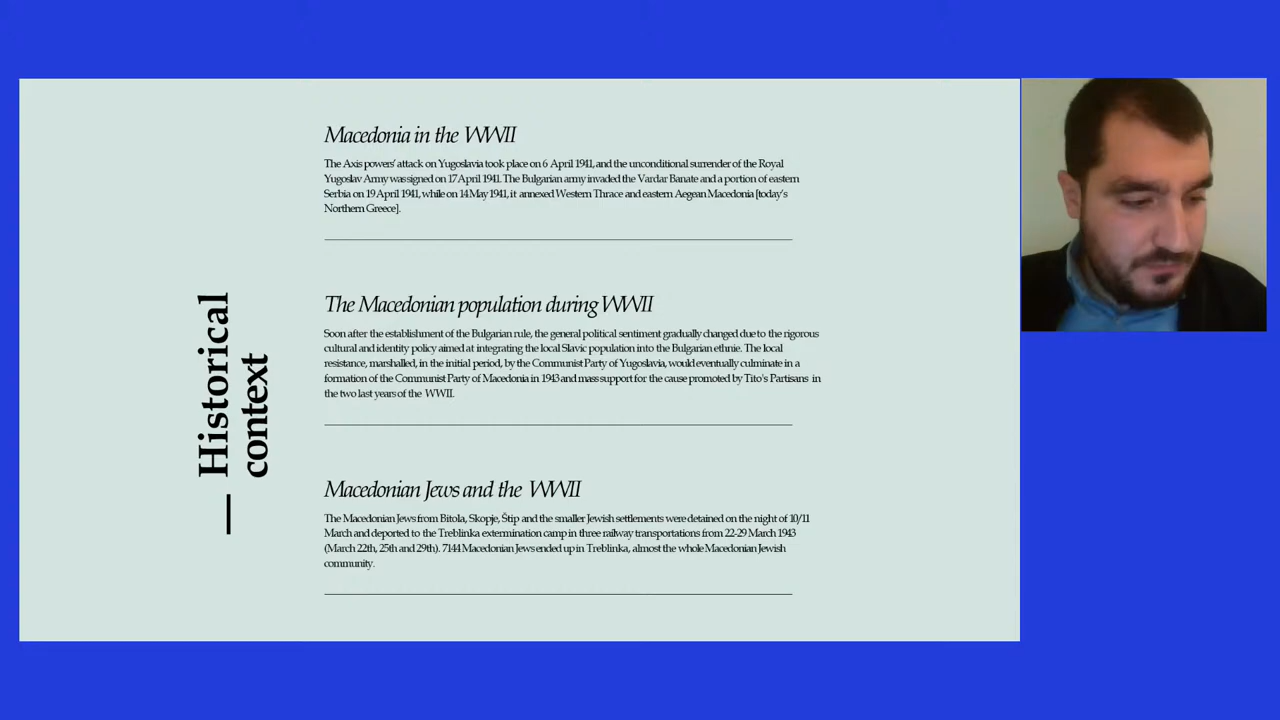 — Historical
context
Macedonia in the WWII
The Axis powers' attack on Yugoslavia took place on 6 April 1941, and the unconditional surrender of the Royal
Yugoslav Army was signed on 17 April 1941. The Bulgarian army invaded the Vardar Banate and a portion of eastern
Serbia on 19 April 1941, while on 14 May 1941, it annexed Western Thrace and eastern Aegean Macedonia [today's
Northern Greece].
The Macedonian population during WWII
Soon after the establishment of the Bulgarian rule, the general political sentiment gradually changed due to the rigorous
cultural and identity policy aimed at integrating the local Slavic population into the Bulgarian ethnie. The local
resistance, marshalled, in the initial period, by the Communist Party of Yugoslavia, would eventually culminate in a
formation of the Communist Party of Macedonia in 1943 and mass support for the cause promoted by Tito's Partisans in
the two last years of the WWII.
Macedonian Jews and the WWII
The Macedonian Jews from Bitola, Skopje, Štip and the smaller Jewish settlements were detained on the night of 10/11
March and deported to the Treblinka extermination camp in three railway transportations from 22-29 March 1943
(March 22th, 25th and 29th). 7144 Macedonian Jews ended up in Treblinka, almost the whole Macedonian Jewish
community.